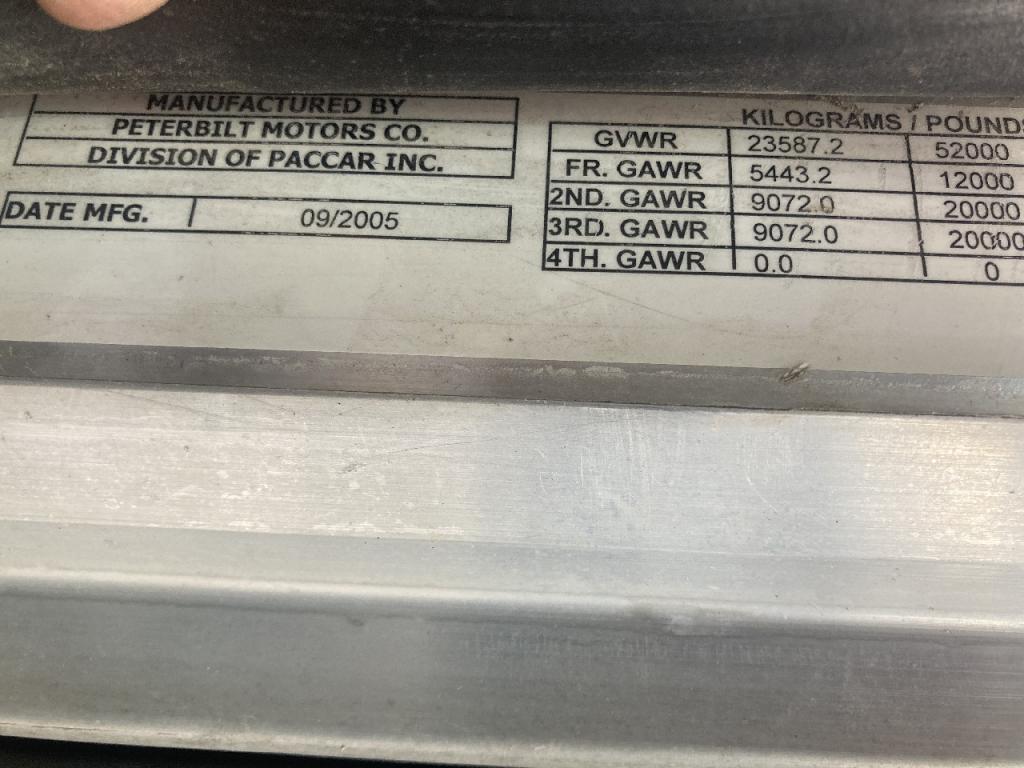 MANUFACTURED BY
PETERBILT MOTORS CO.
DIVISION OF PACCAR INC.
DATE MFG. 09/2005
KILOGRAMS / POUNDS
GVWR 23587.2 52000
FR. GAWR 5443.2 12000
2ND. GAWR 9072.0 20000
3RD. GAWR 9072.0 20000
4TH. GAWR 0.0 0